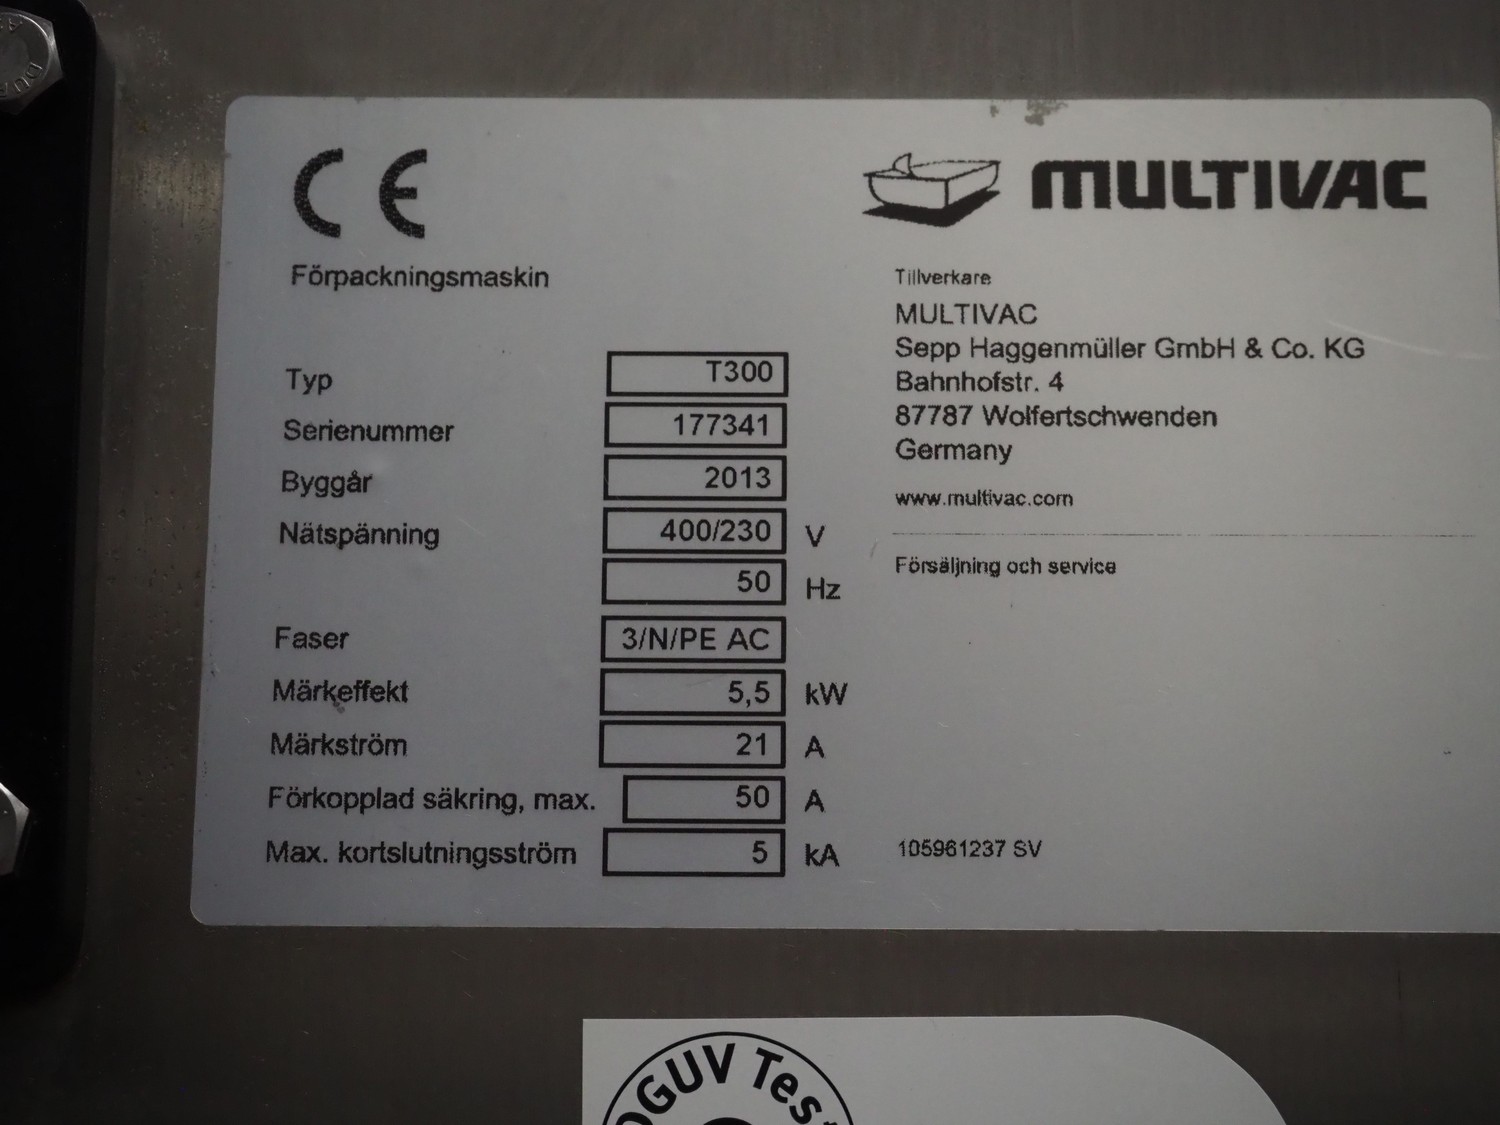 CE
MULTIVAC
Förpackningsmaskin
Typ T300
Serienummer 177341
Byggår 2013
Nätspänning 400/230 V
50 Hz
Faser 3/N/PE AC
Märkeffekt 5,5 kW
Märkström 21 A
Förkopplad säkring, max. 50 A
Max. kortslutningsström 5 kA
Tillverkare
MULTIVAC
Sepp Haggenmüller GmbH & Co. KG
Bahnhofstr. 4
87787 Wolfertschwenden
Germany
www.multivac.com
Försäljning och service
105961237 SV
DGUV Test